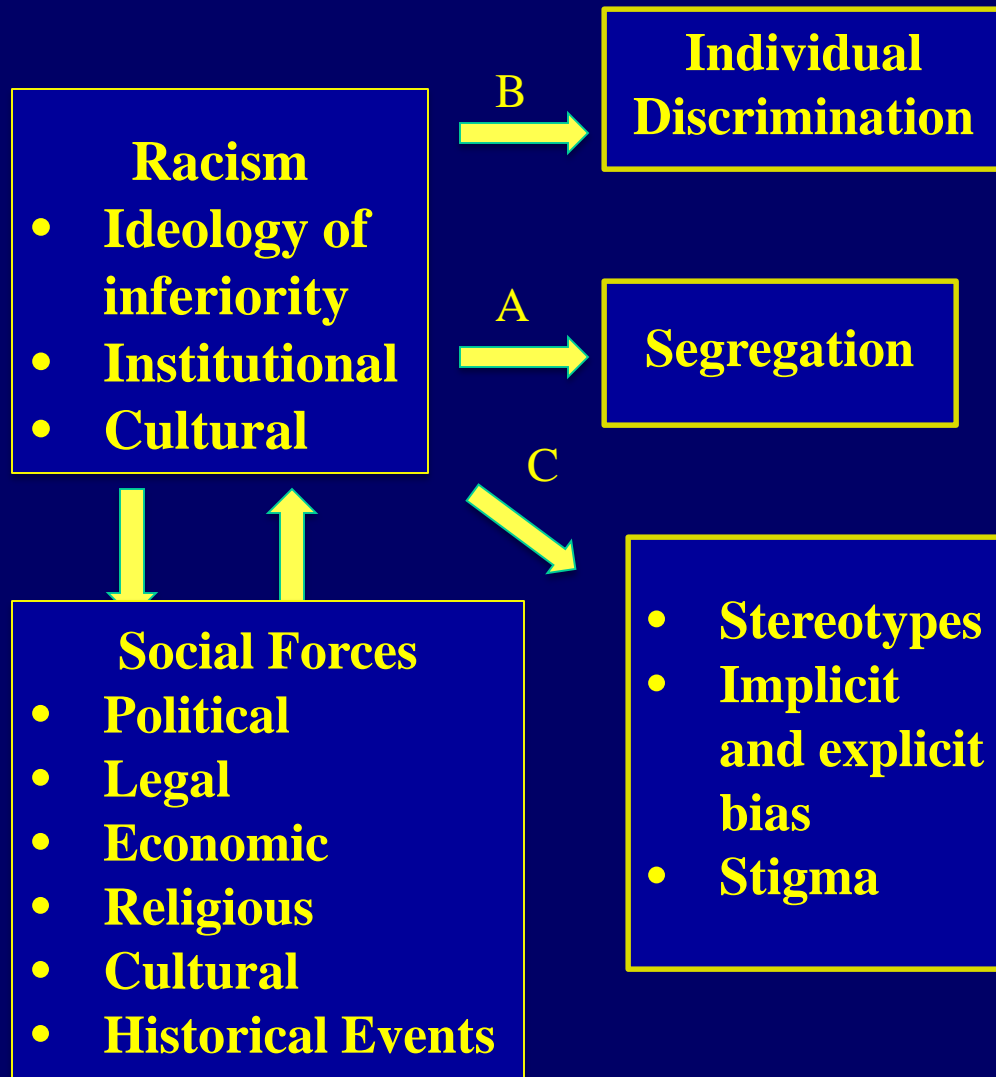 Racism
• Ideology of
inferiority
• Institutional
• Cultural
B
Individual
Discrimination
A
Segregation
C
• Stereotypes
• Implicit
and explicit
bias
• Stigma
Social Forces
• Political
• Legal
• Economic
• Religious
• Cultural
• Historical Events